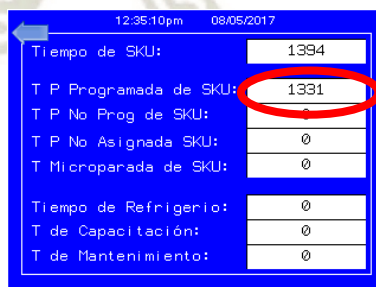 12:35:10pm 08/05/2017
Tiempo de SKU: 1394
T P Programada de SKU: 1331
T P No Prog de SKU: 0
T P No Asignada SKU: 0
T Microparada de SKU: 0
Tiempo de Refrigerio: 0
T de Capacitación: 0
T de Mantenimiento: 0